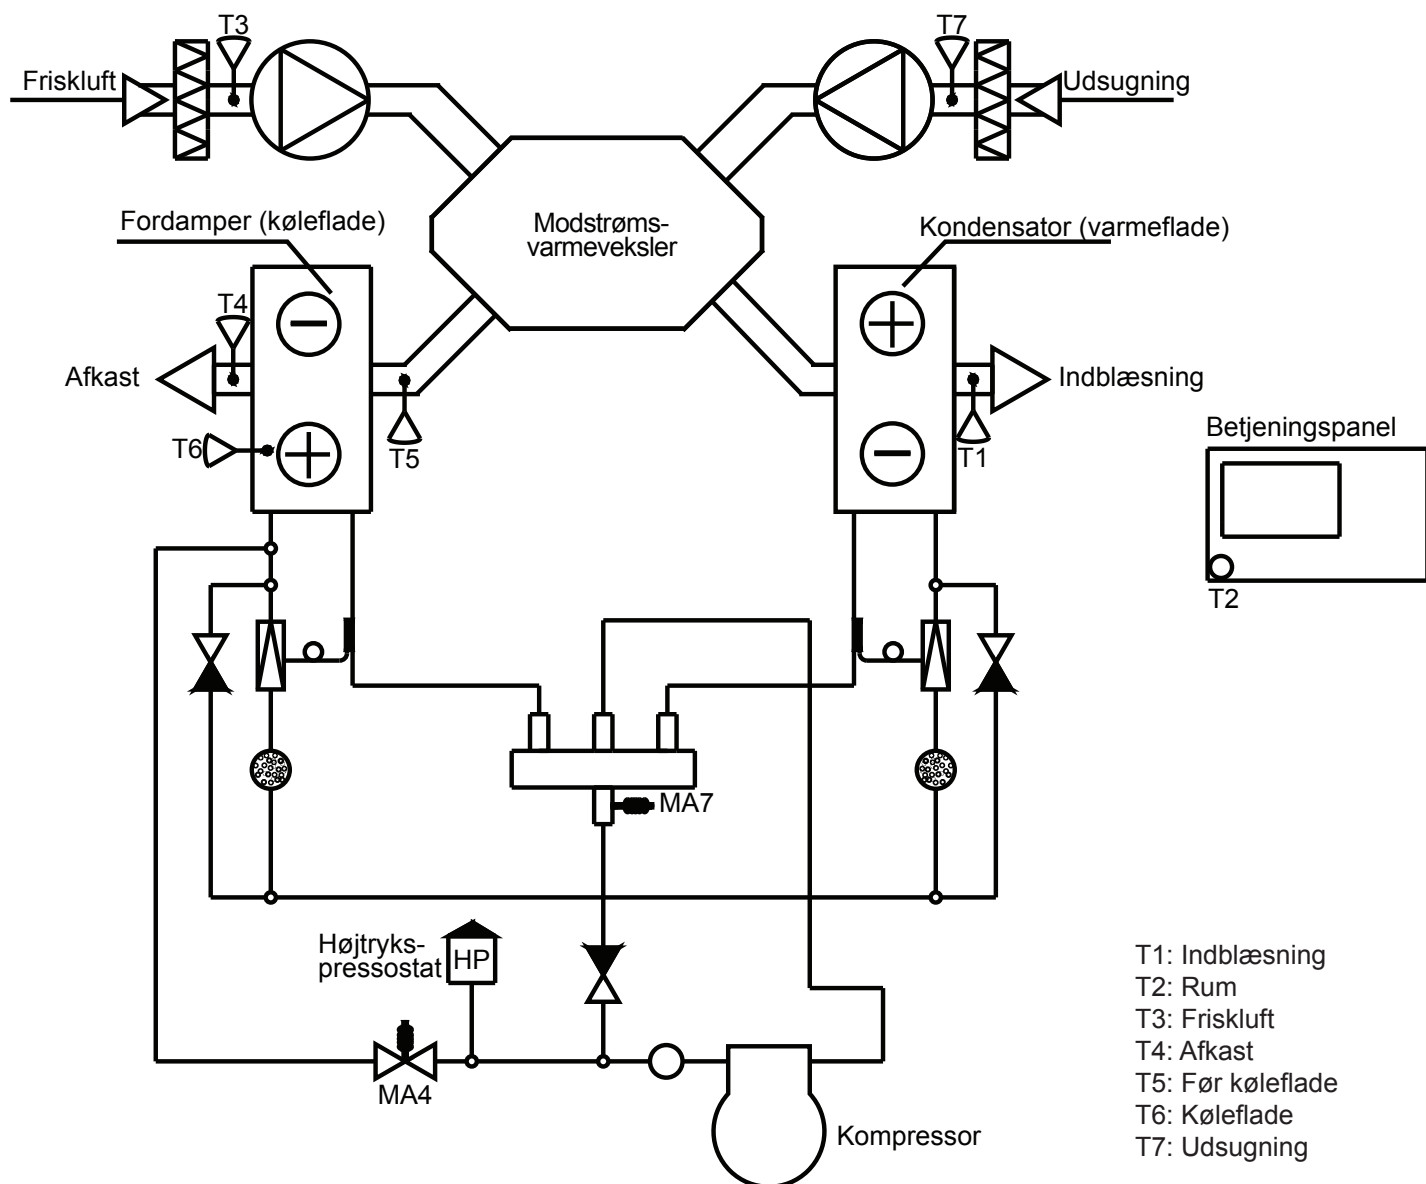 T3
T7
Friskluft
Udsugning
Fordamper (køleflade)
Modstrøms-
varmeveksler
Kondensator (varmeflade)
T4
Afkast
Indblæsning
T6
T5
T1
Betjeningspanel
T2
MA7
Højtryks-
pressostat
HP
MA4
Kompressor
T1: Indblæsning
T2: Rum
T3: Friskluft
T4: Afkast
T5: Før køleflade
T6: Køleflade
T7: Udsugning